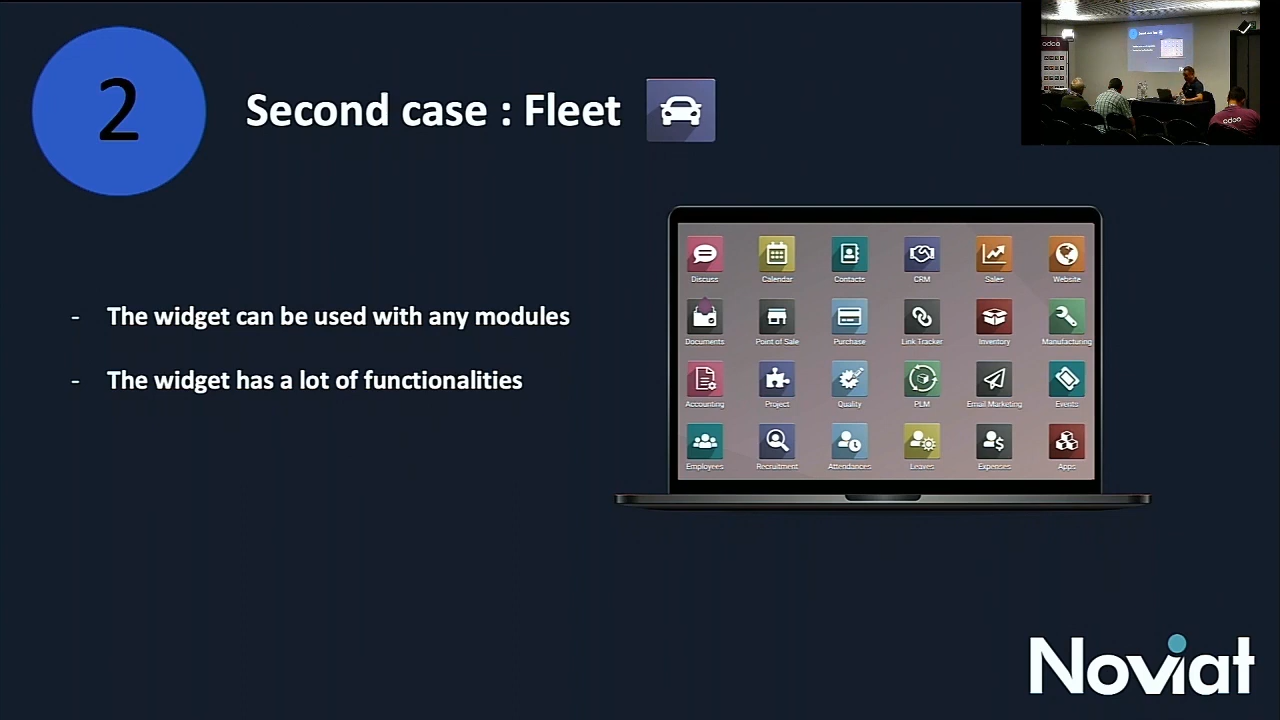 2
Second case : Fleet
odoo
odoo
- The widget can be used with any modules
- The widget has a lot of functionalities
Discuss Calendar Contacts CRM Sales Website
Documents Point of Sale Purchase Link Tracker Inventory Manufacturing
Accounting Project Quality PLM Email Marketing Events
Employees Recruitment Attendances Leaves Expenses Apps
Noviat